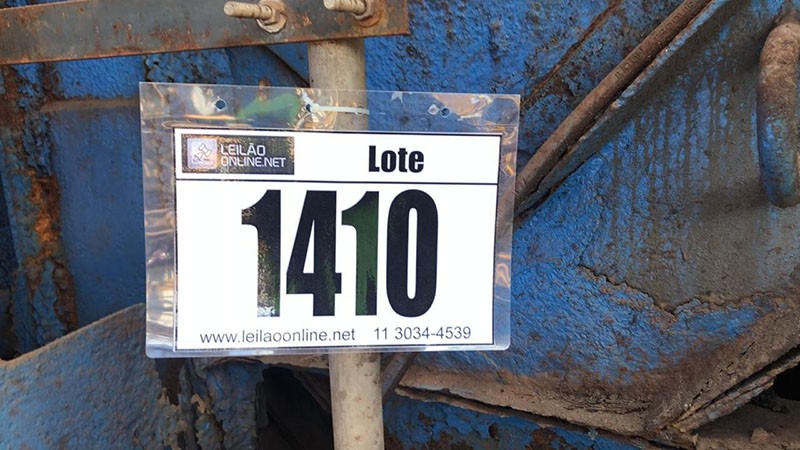 LEILÃO
ONLINE.NET
Lote
1410
www.leilaoonline.net 11 3034-4539